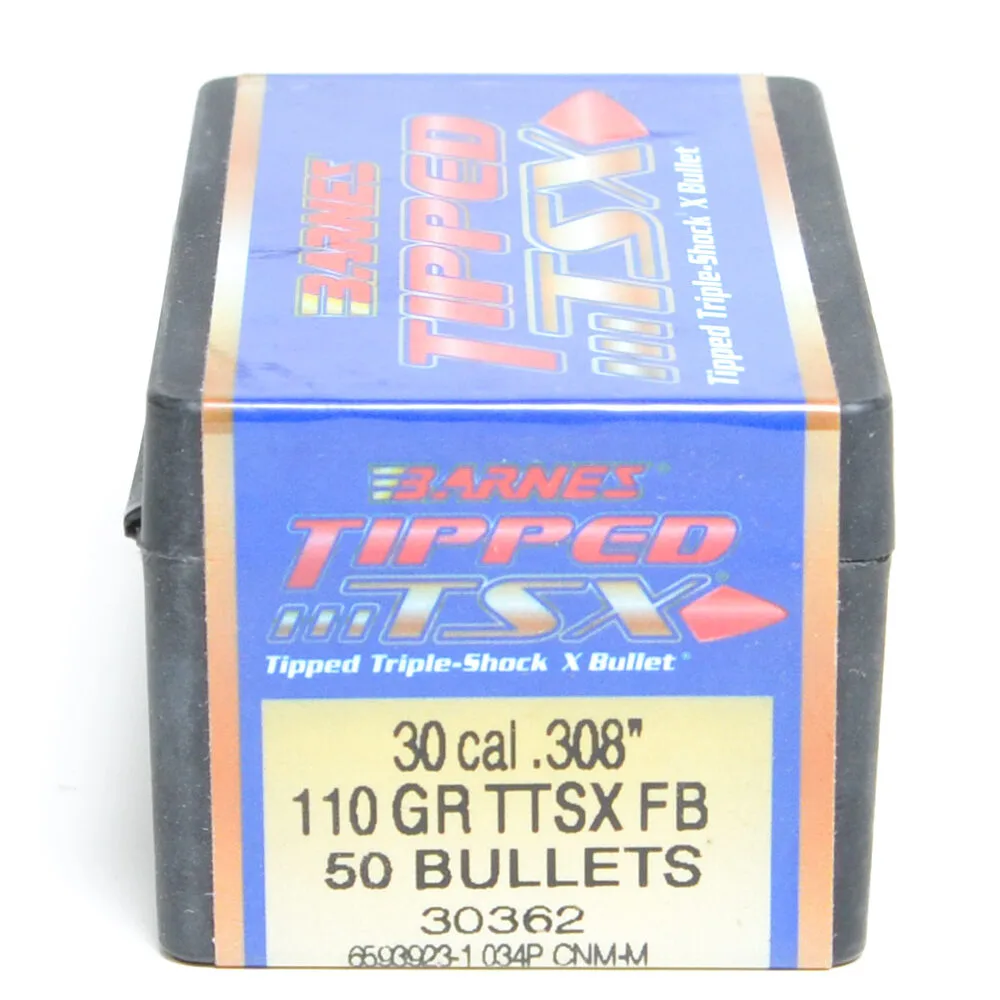 BARNES
TIPPED
TSX
Tipped Triple-Shock X Bullet
BARNES®
TIPPED
TSX®
Tipped Triple-Shock X Bullet®
30 cal .308"
110 GR TTSX FB
50 BULLETS
30362
6593923-1 034P CNM-M